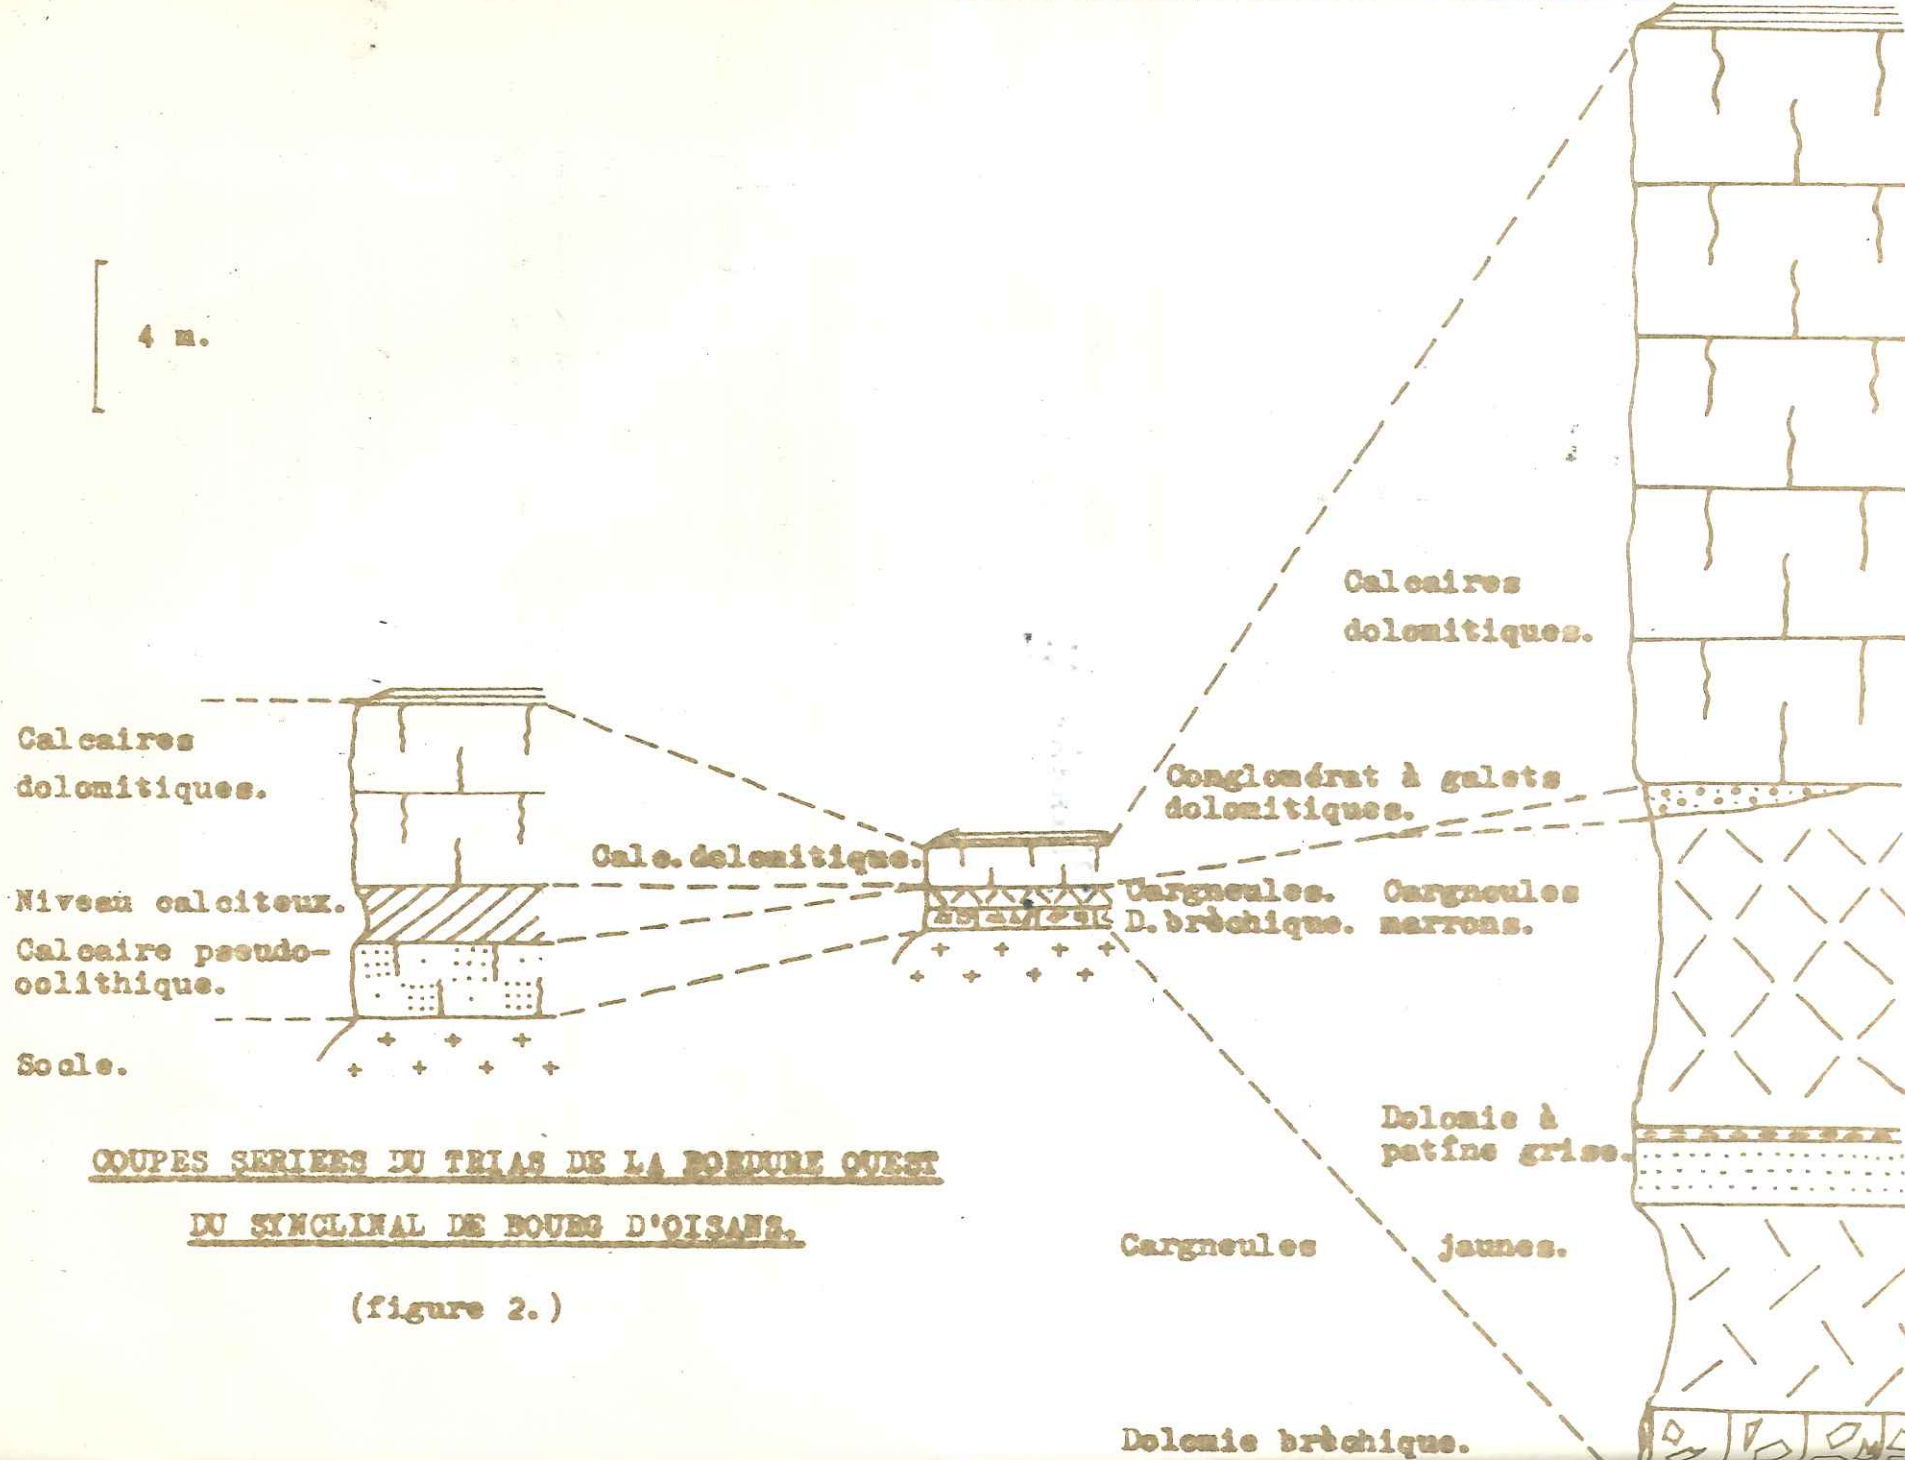 4 m.
Calcaires
dolomitiques.
Calcaires
dolomitiques.
Conglomérat à galets
dolomitiques.
Calc. dolomitique.
Niveau calciteux.
Cargneules. Cargneules
D. brèchique. marrons.
Calcaire pseudo-
oolithique.
Socle.
Dolomie à
patine grise.
COUPES SERIEES DU TRIAS DE LA BORDURE OUEST
DU SYNCLINAL DE BOURG D'OISANS.
Cargneules jaunes.
(figure 2.)
Dolomie brèchique.